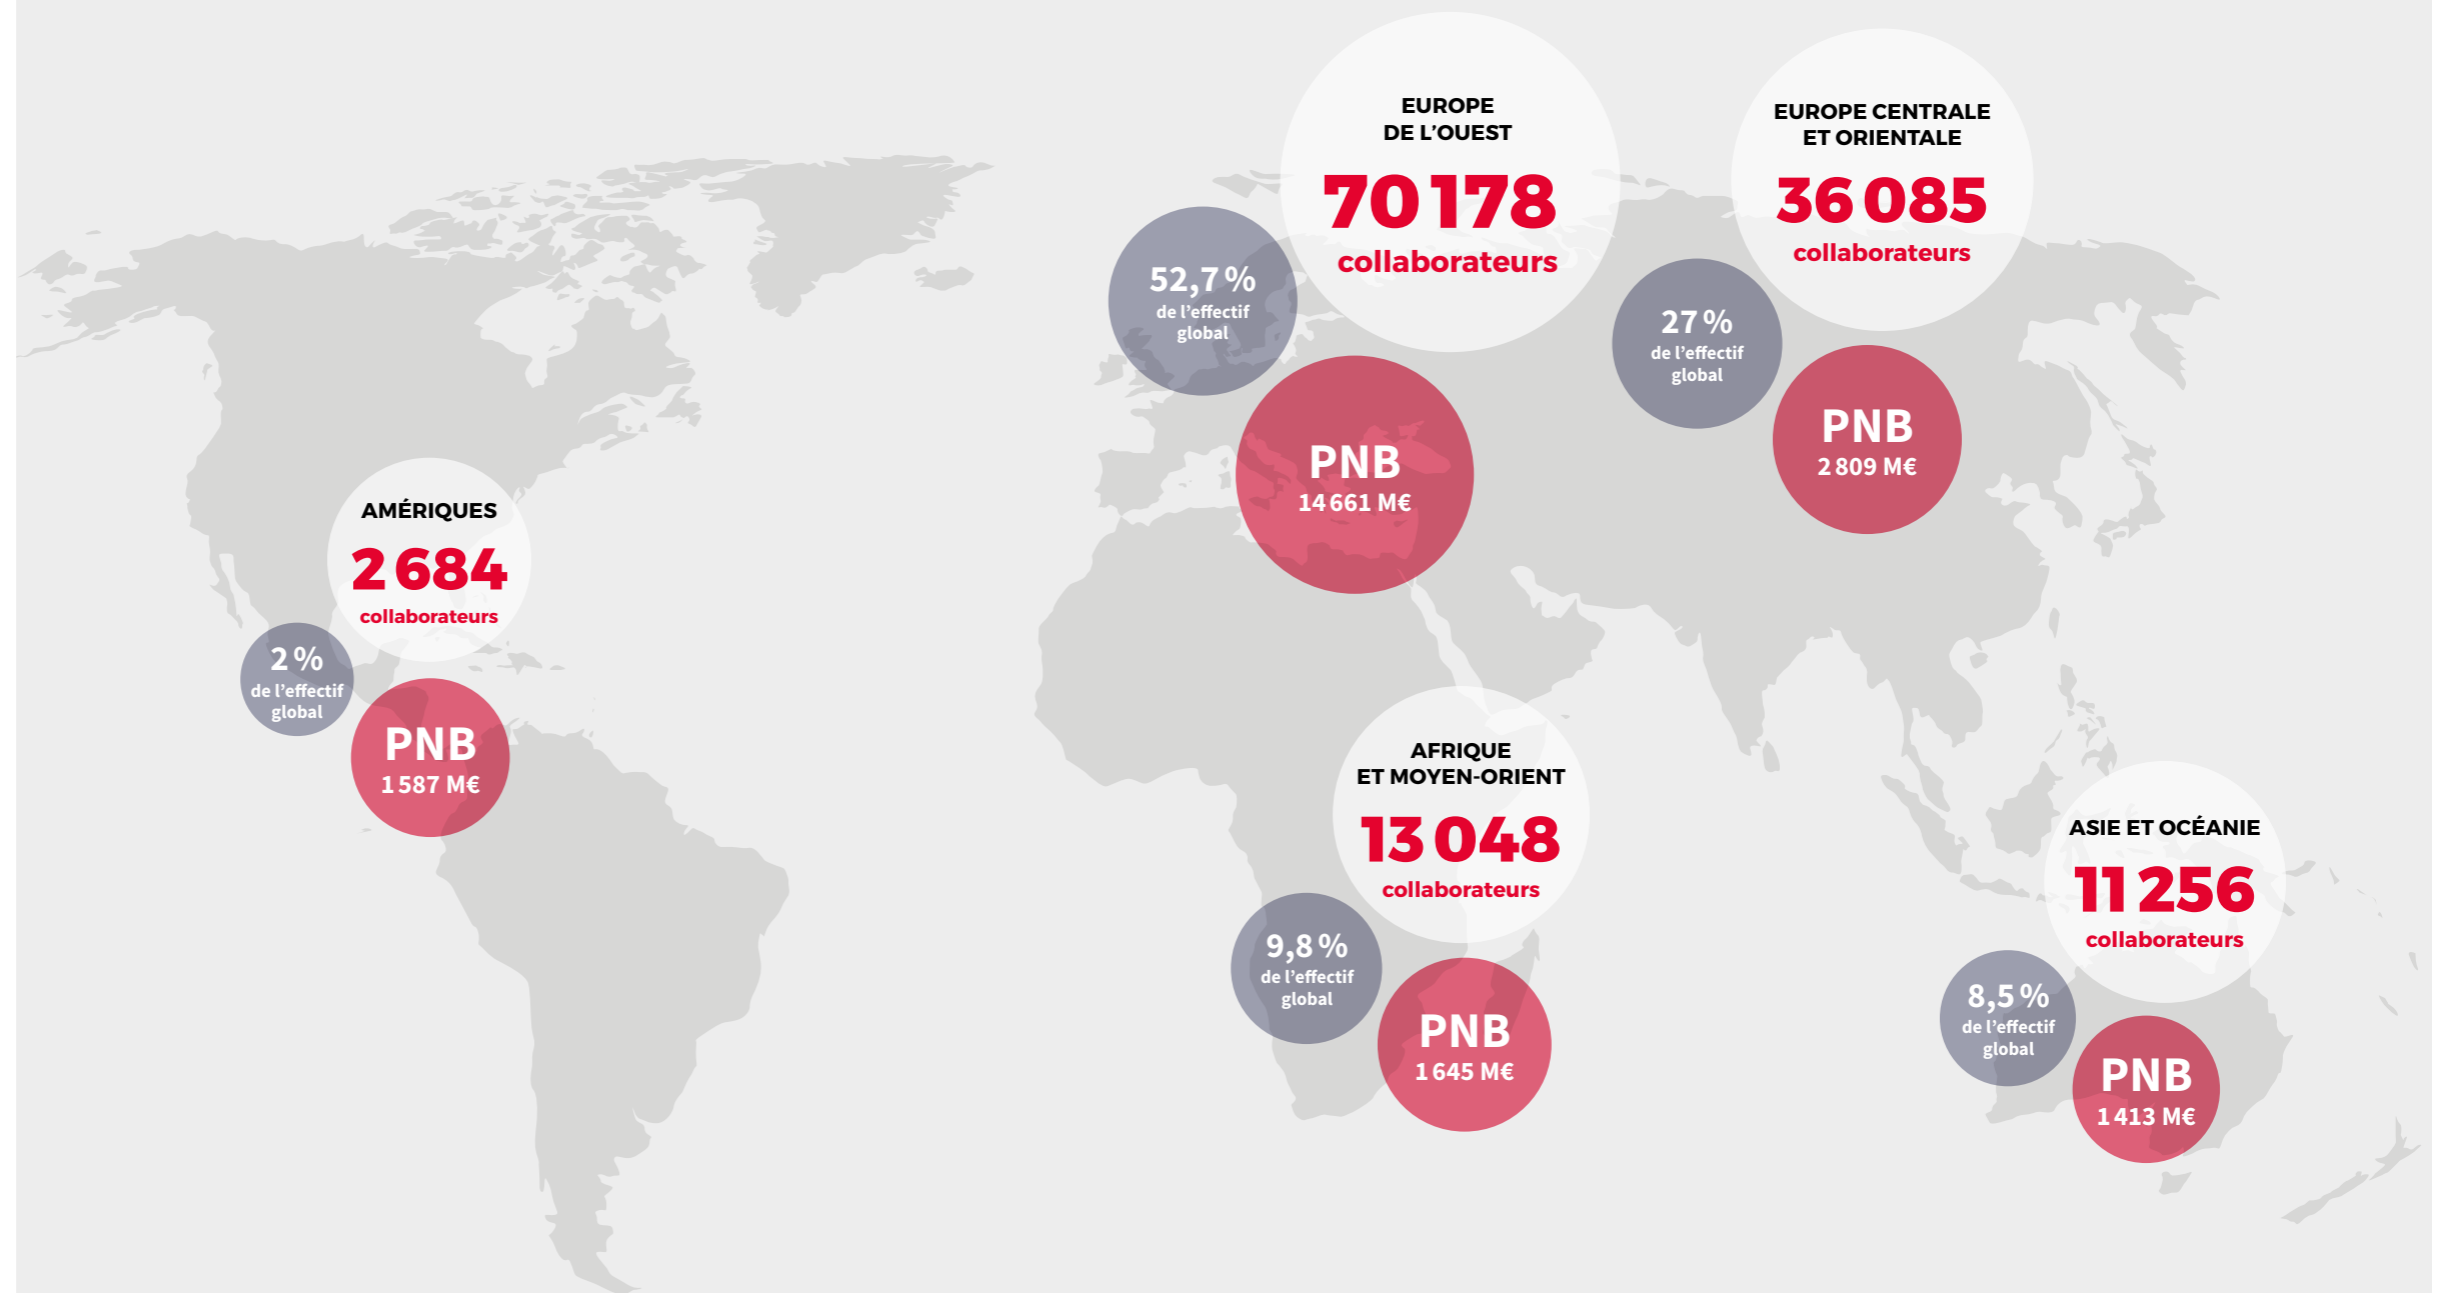 EUROPE
DE L’OUEST
70 178
collaborateurs
52,7 %
de l’effectif
global
PNB
14 661 M€
EUROPE CENTRALE
ET ORIENTALE
36 085
collaborateurs
27 %
de l’effectif
global
PNB
2 809 M€
AMÉRIQUES
2 684
collaborateurs
2 %
de l’effectif
global
PNB
1 587 M€
AFRIQUE
ET MOYEN-ORIENT
13 048
collaborateurs
9,8 %
de l’effectif
global
PNB
1 645 M€
ASIE ET OCÉANIE
11 256
collaborateurs
8,5 %
de l’effectif
global
PNB
1 413 M€